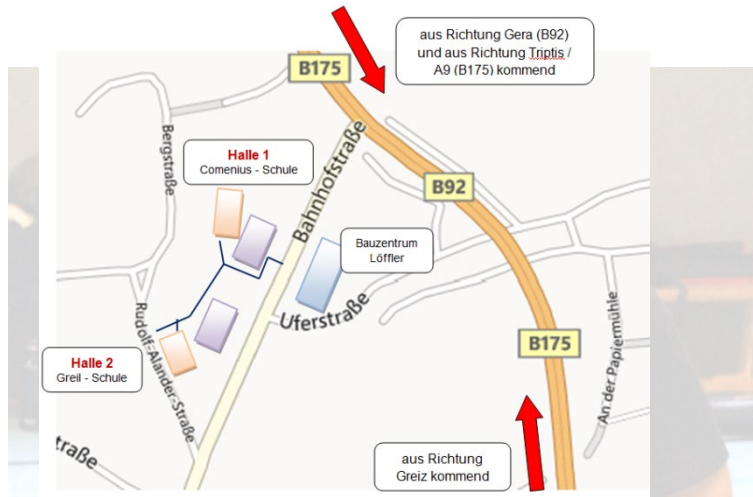 aus Richtung Gera (B92)
und aus Richtung Triptis /
A9 (B175) kommend
B175
Bergstraße
Halle 1
Comenius - Schule
Bahnhofstraße
B92
Bauzentrum
Löffler
Uferstraße
Rudolf-Alander-Straße
An der Papiermühle
B175
Halle 2
Greil - Schule
traße
aus Richtung
Greiz kommend